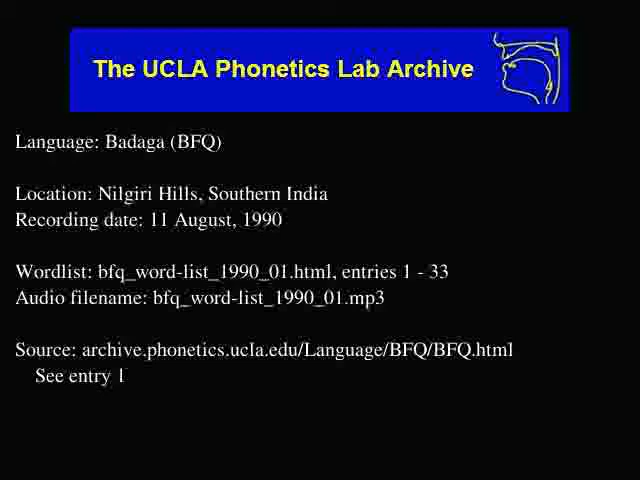 The UCLA Phonetics Lab Archive
Language: Badaga (BFQ)
Location: Nilgiri Hills, Southern India
Recording date: 11 August, 1990
Wordlist: bfq_word-list_1990_01.html, entries 1 - 33
Audio filename: bfq_word-list_1990_01.mp3
Source: archive.phonetics.ucla.edu/Language/BFQ/BFQ.html
See entry 1